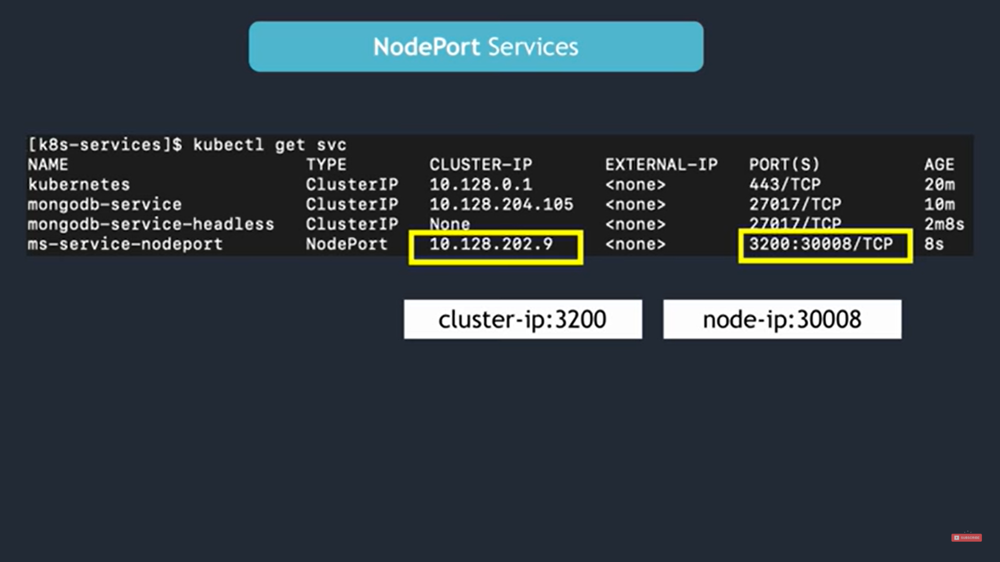 NodePort Services
[k8s-services]$ kubectl get svc
NAME TYPE CLUSTER-IP EXTERNAL-IP PORT(S) AGE
kubernetes ClusterIP 10.128.0.1 <none> 443/TCP 20m
mongodb-service ClusterIP 10.128.204.105 <none> 27017/TCP 10m
mongodb-service-headless ClusterIP None <none> 27017/TCP 2m8s
ms-service-nodeport NodePort 10.128.202.9 <none> 3200:30008/TCP 8s
cluster-ip:3200 node-ip:30008
SUBSCRIBE